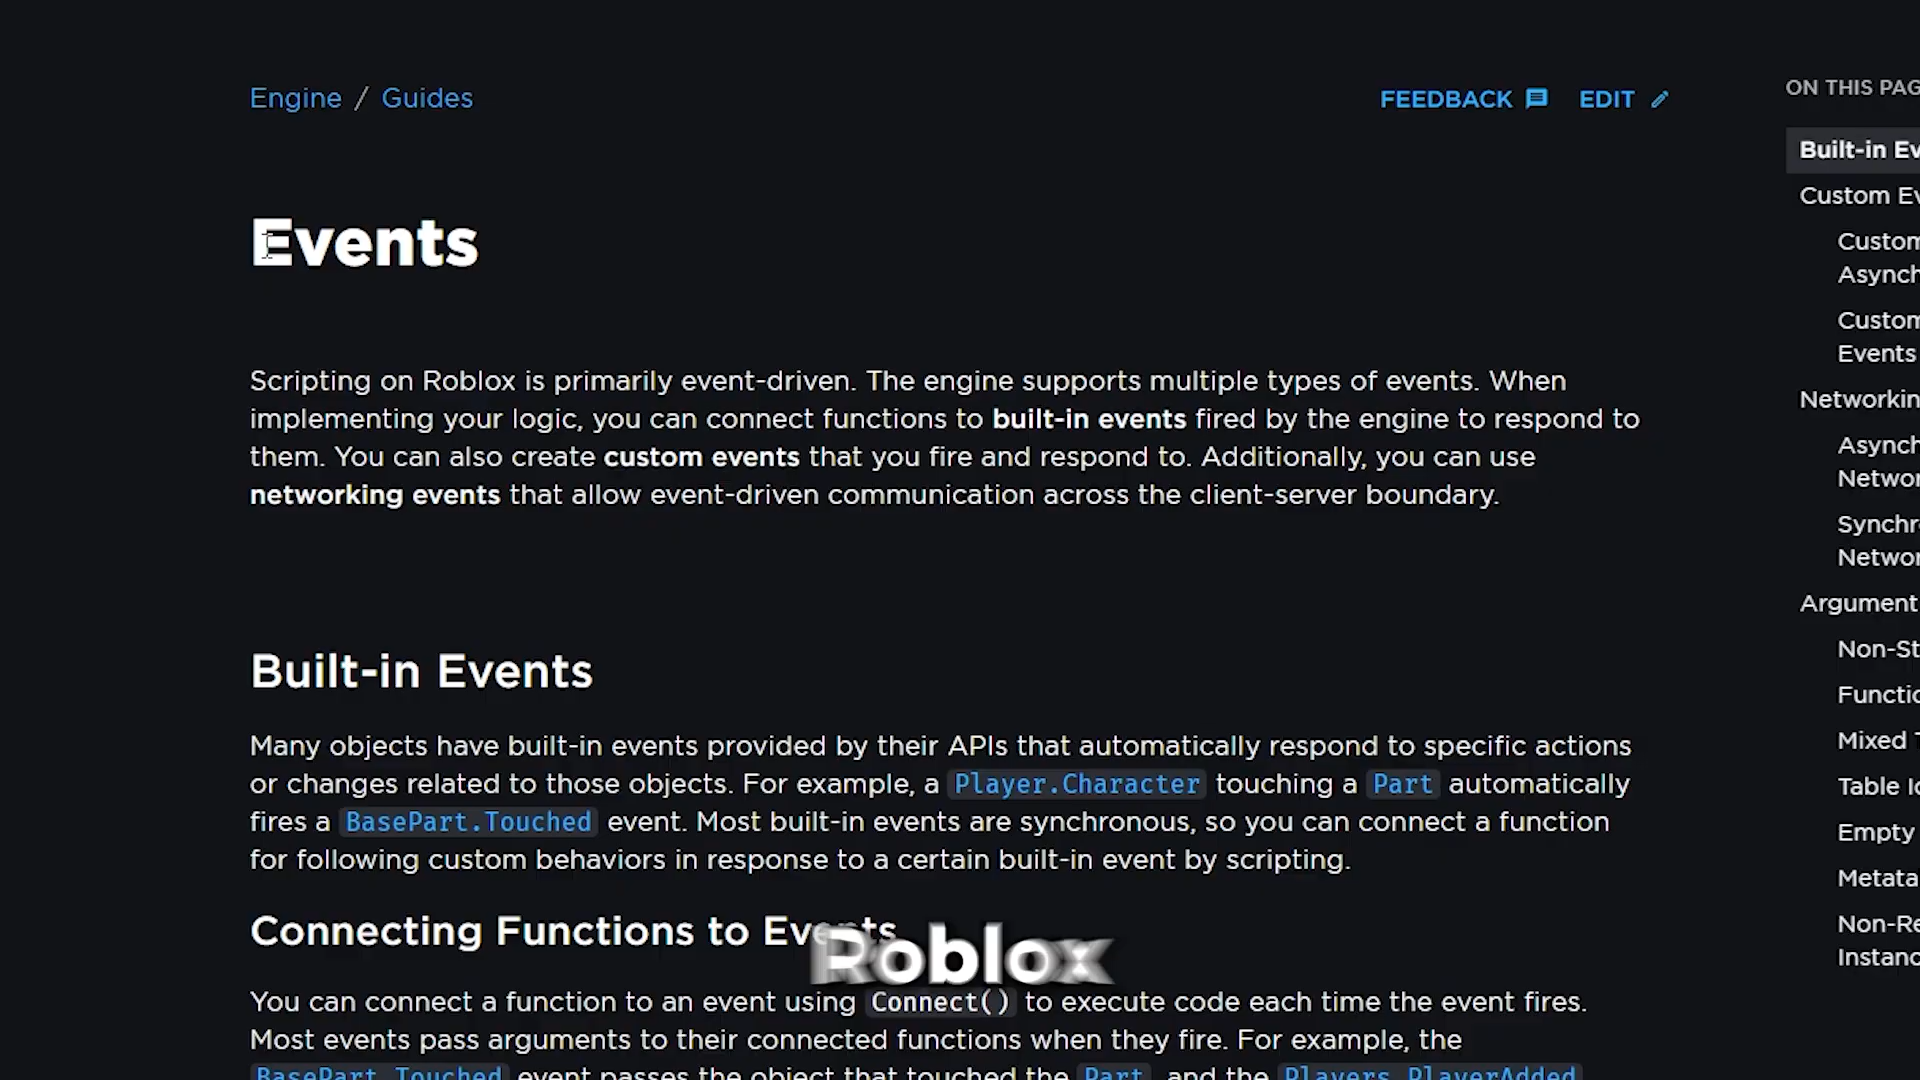 Engine / Guides
FEEDBACK EDIT
ON THIS PAG
Built-in Ev
Custom Ev
Custom
Asynch
Custom
Events
Networkin
Asynch
Networ
Synchr
Networ
Argument
Non-St
Functio
Mixed T
Table I
Empty
Metata
Non-Re
Instanc
Events
Scripting on Roblox is primarily event-driven. The engine supports multiple types of events. When
implementing your logic, you can connect functions to built-in events fired by the engine to respond to
them. You can also create custom events that you fire and respond to. Additionally, you can use
networking events that allow event-driven communication across the client-server boundary.
Built-in Events
Many objects have built-in events provided by their APIs that automatically respond to specific actions
or changes related to those objects. For example, a Player.Character touching a Part automatically
fires a BasePart.Touched event. Most built-in events are synchronous, so you can connect a function
for following custom behaviors in response to a certain built-in event by scripting.
Connecting Functions to Events
Roblox
You can connect a function to an event using Connect() to execute code each time the event fires.
Most events pass arguments to their connected functions when they fire. For example, the
BasePart.Touched event passes the object that touched the Part, and the Players.PlayerAdded